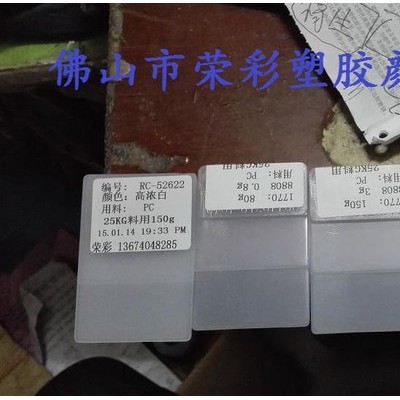 佛山市荣彩塑胶颜
编号: RC-52622
颜色:高浓白
用料: PC
25KG料用150g
15.01.14 19:33 PM
荣彩 13674048285
用料: PC
8808 0.8g
1770: 80g
25KG料用
用料: PC
8808 3g
1770: 150g
25KG料用